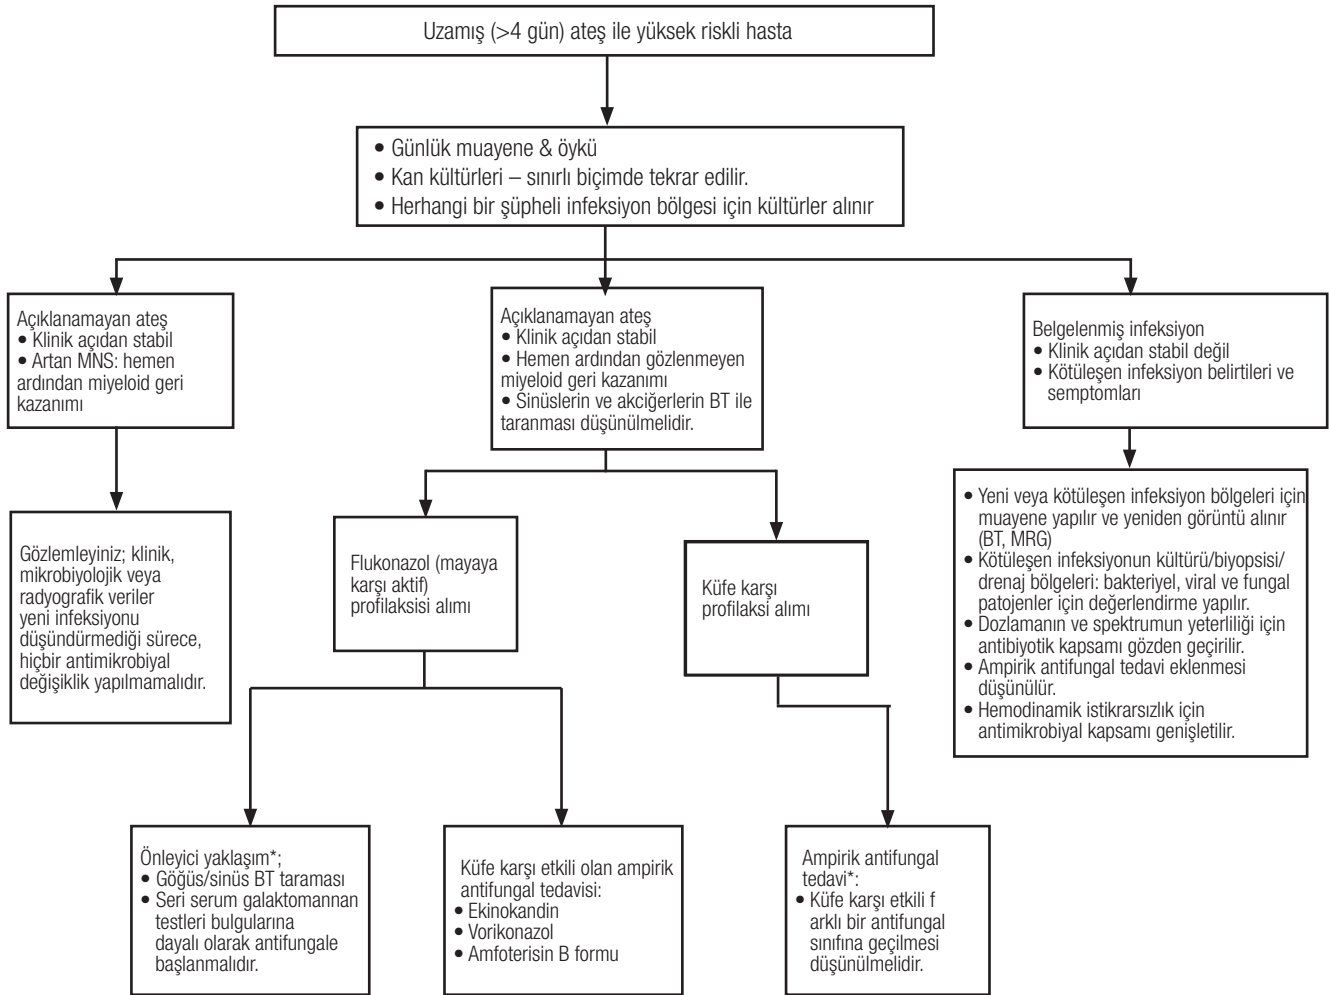 Uzamış (>4 gün) ateş ile yüksek riskli hasta
• Günlük muayene & öykü
• Kan kültürleri – sınırlı biçimde tekrar edilir.
• Herhangi bir şüpheli infeksiyon bölgesi için kültürler alınır
Açıklanamayan ateş
• Klinik açıdan stabil
• Artan MNS: hemen
ardından miyeloid geri
kazanımı
Açıklanamayan ateş
• Klinik açıdan stabil
• Hemen ardından gözlenmeyen
miyeloid geri kazanımı
• Sinüslerin ve akciğerlerin BT ile
taranması düşünülmelidir.
Belgelenmiş infeksiyon
• Klinik açıdan stabil değil
• Kötüleşen infeksiyon belirtileri ve
semptomları
Gözlemleyiniz; klinik,
mikrobiyolojik veya
radyografik veriler
yeni infeksiyonu
düşündürmediği sürece,
hiçbir antimikrobiyal
değişiklik yapılmamalıdır.
Flukonazol (mayaya
karşı aktif)
profilaksisi alımı
Küfe karşı
profilaksi alımı
• Yeni veya kötüleşen infeksiyon bölgeleri için
muayene yapılır ve yeniden görüntü alınır
(BT, MRG)
• Kötüleşen infeksiyonun kültürü/biyopsisi/
drenaj bölgeleri: bakteriyel, viral ve fungal
patojenler için değerlendirme yapılır.
• Dozlamanın ve spektrumun yeterliliği için
antibiyotik kapsamı gözden geçirilir.
• Ampirik antifungal tedavi eklenmesi
düşünülür.
• Hemodinamik istikrarsızlık için
antimikrobiyal kapsamı genişletilir.
Önleyici yaklaşım*;
• Göğüs/sinüs BT taraması
• Seri serum galaktomannan
testleri bulgularına
dayalı olarak antifungale
başlanmalıdır.
Küfe karşı etkili olan ampirik
antifungal tedavisi:
• Ekinokandin
• Vorikonazol
• Amfoterisin B formu
Ampirik antifungal
tedavi*:
• Küfe karşı etkili f
arklı bir antifungal
sınıfına geçilmesi
düşünülmelidir.